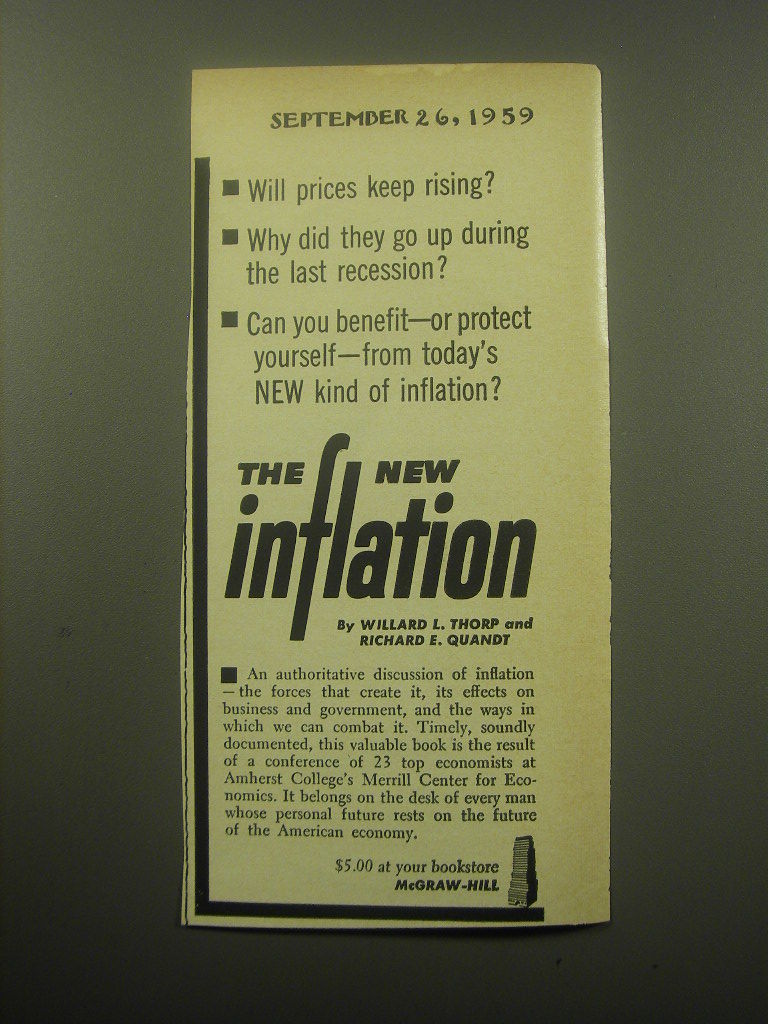 SEPTEMBER 26, 1959
■ Will prices keep rising?
■ Why did they go up during
the last recession?
■ Can you benefit—or protect
yourself—from today's
NEW kind of inflation?
THE NEW
inflation
By WILLARD L. THORP and
RICHARD E. QUANDT
■ An authoritative discussion of inflation
—the forces that create it, its effects on
business and government, and the ways in
which we can combat it. Timely, soundly
documented, this valuable book is the result
of a conference of 23 top economists at
Amherst College's Merrill Center for Eco-
nomics. It belongs on the desk of every man
whose personal future rests on the future
of the American economy.
$5.00 at your bookstore
McGRAW-HILL